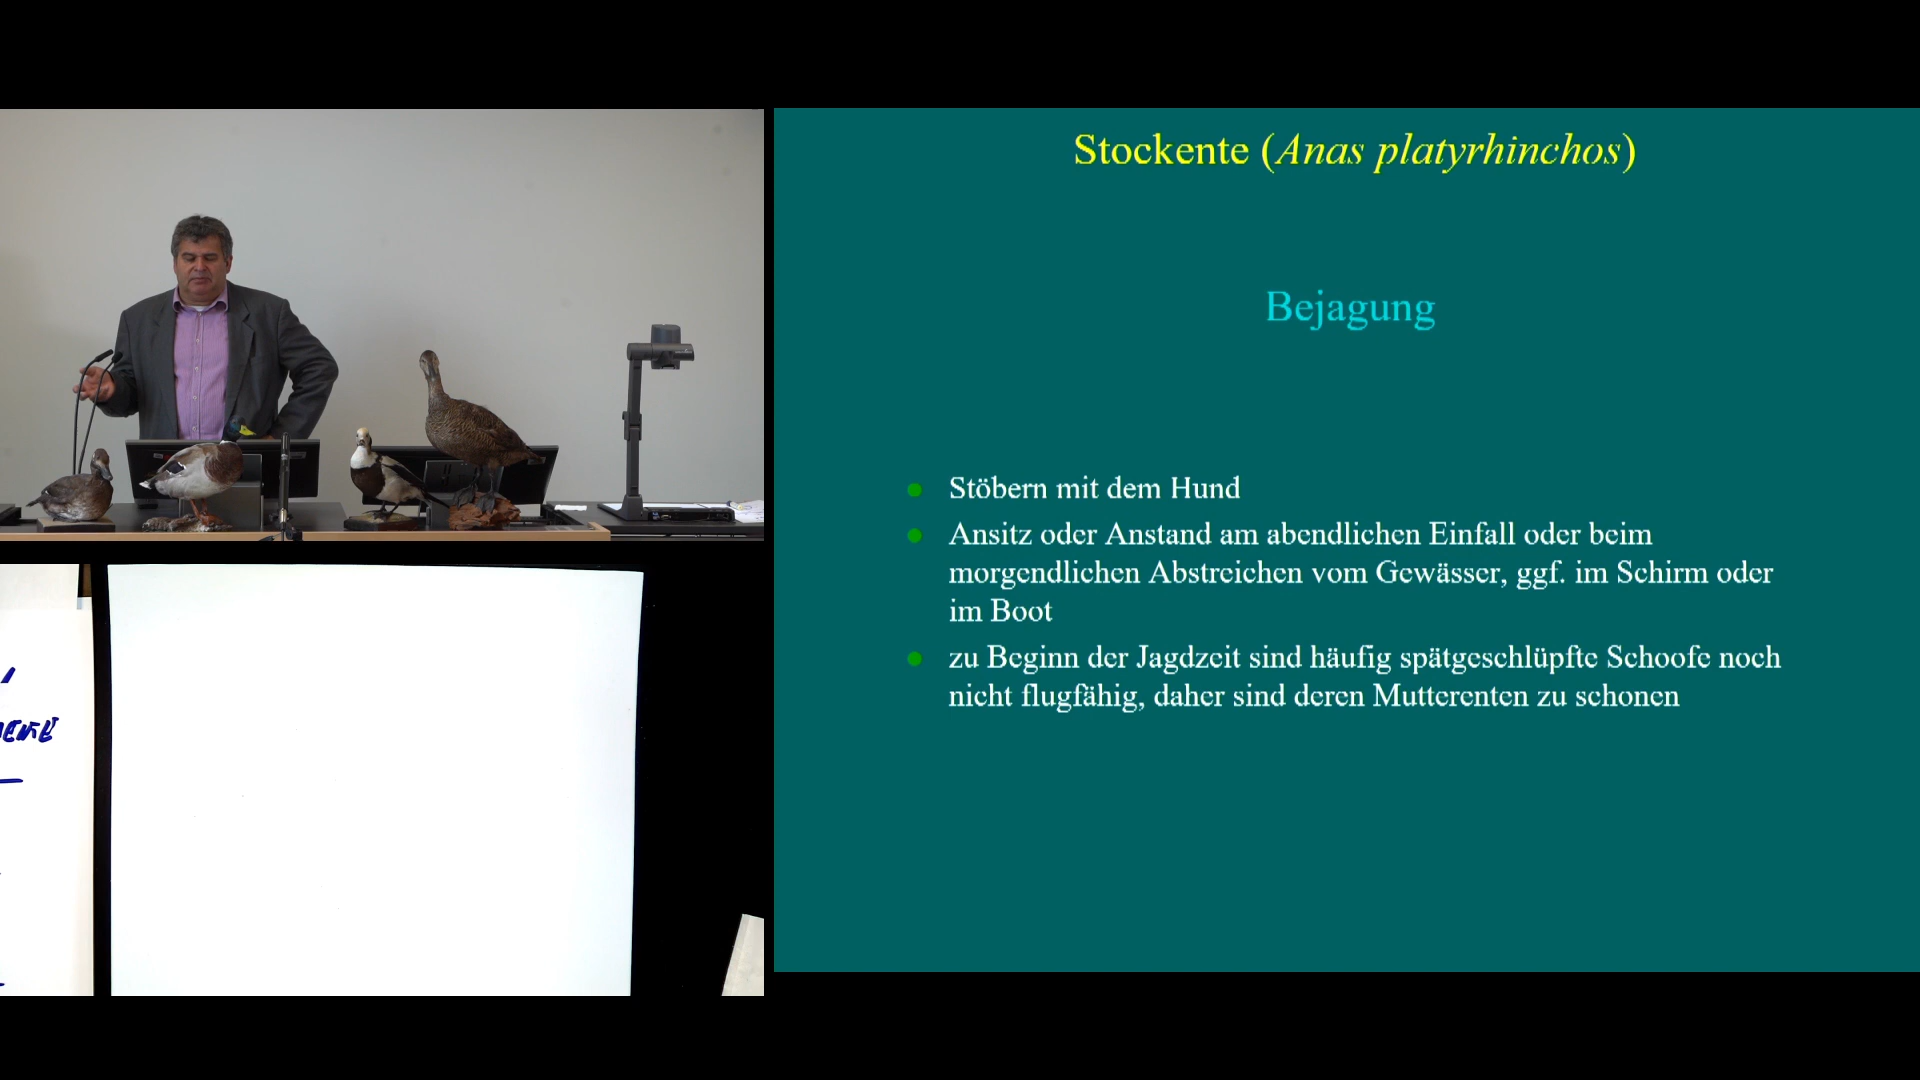 Stockente (Anas platyrhinchos)
Bejagung
Stöbern mit dem Hund
Ansitz oder Anstand am abendlichen Einfall oder beim
morgendlichen Abstreichen vom Gewässer, ggf. im Schirm oder
im Boot
zu Beginn der Jagdzeit sind häufig spätgeschlüpfte Schoofe noch
nicht flugfähig, daher sind deren Mutterenten zu schonen